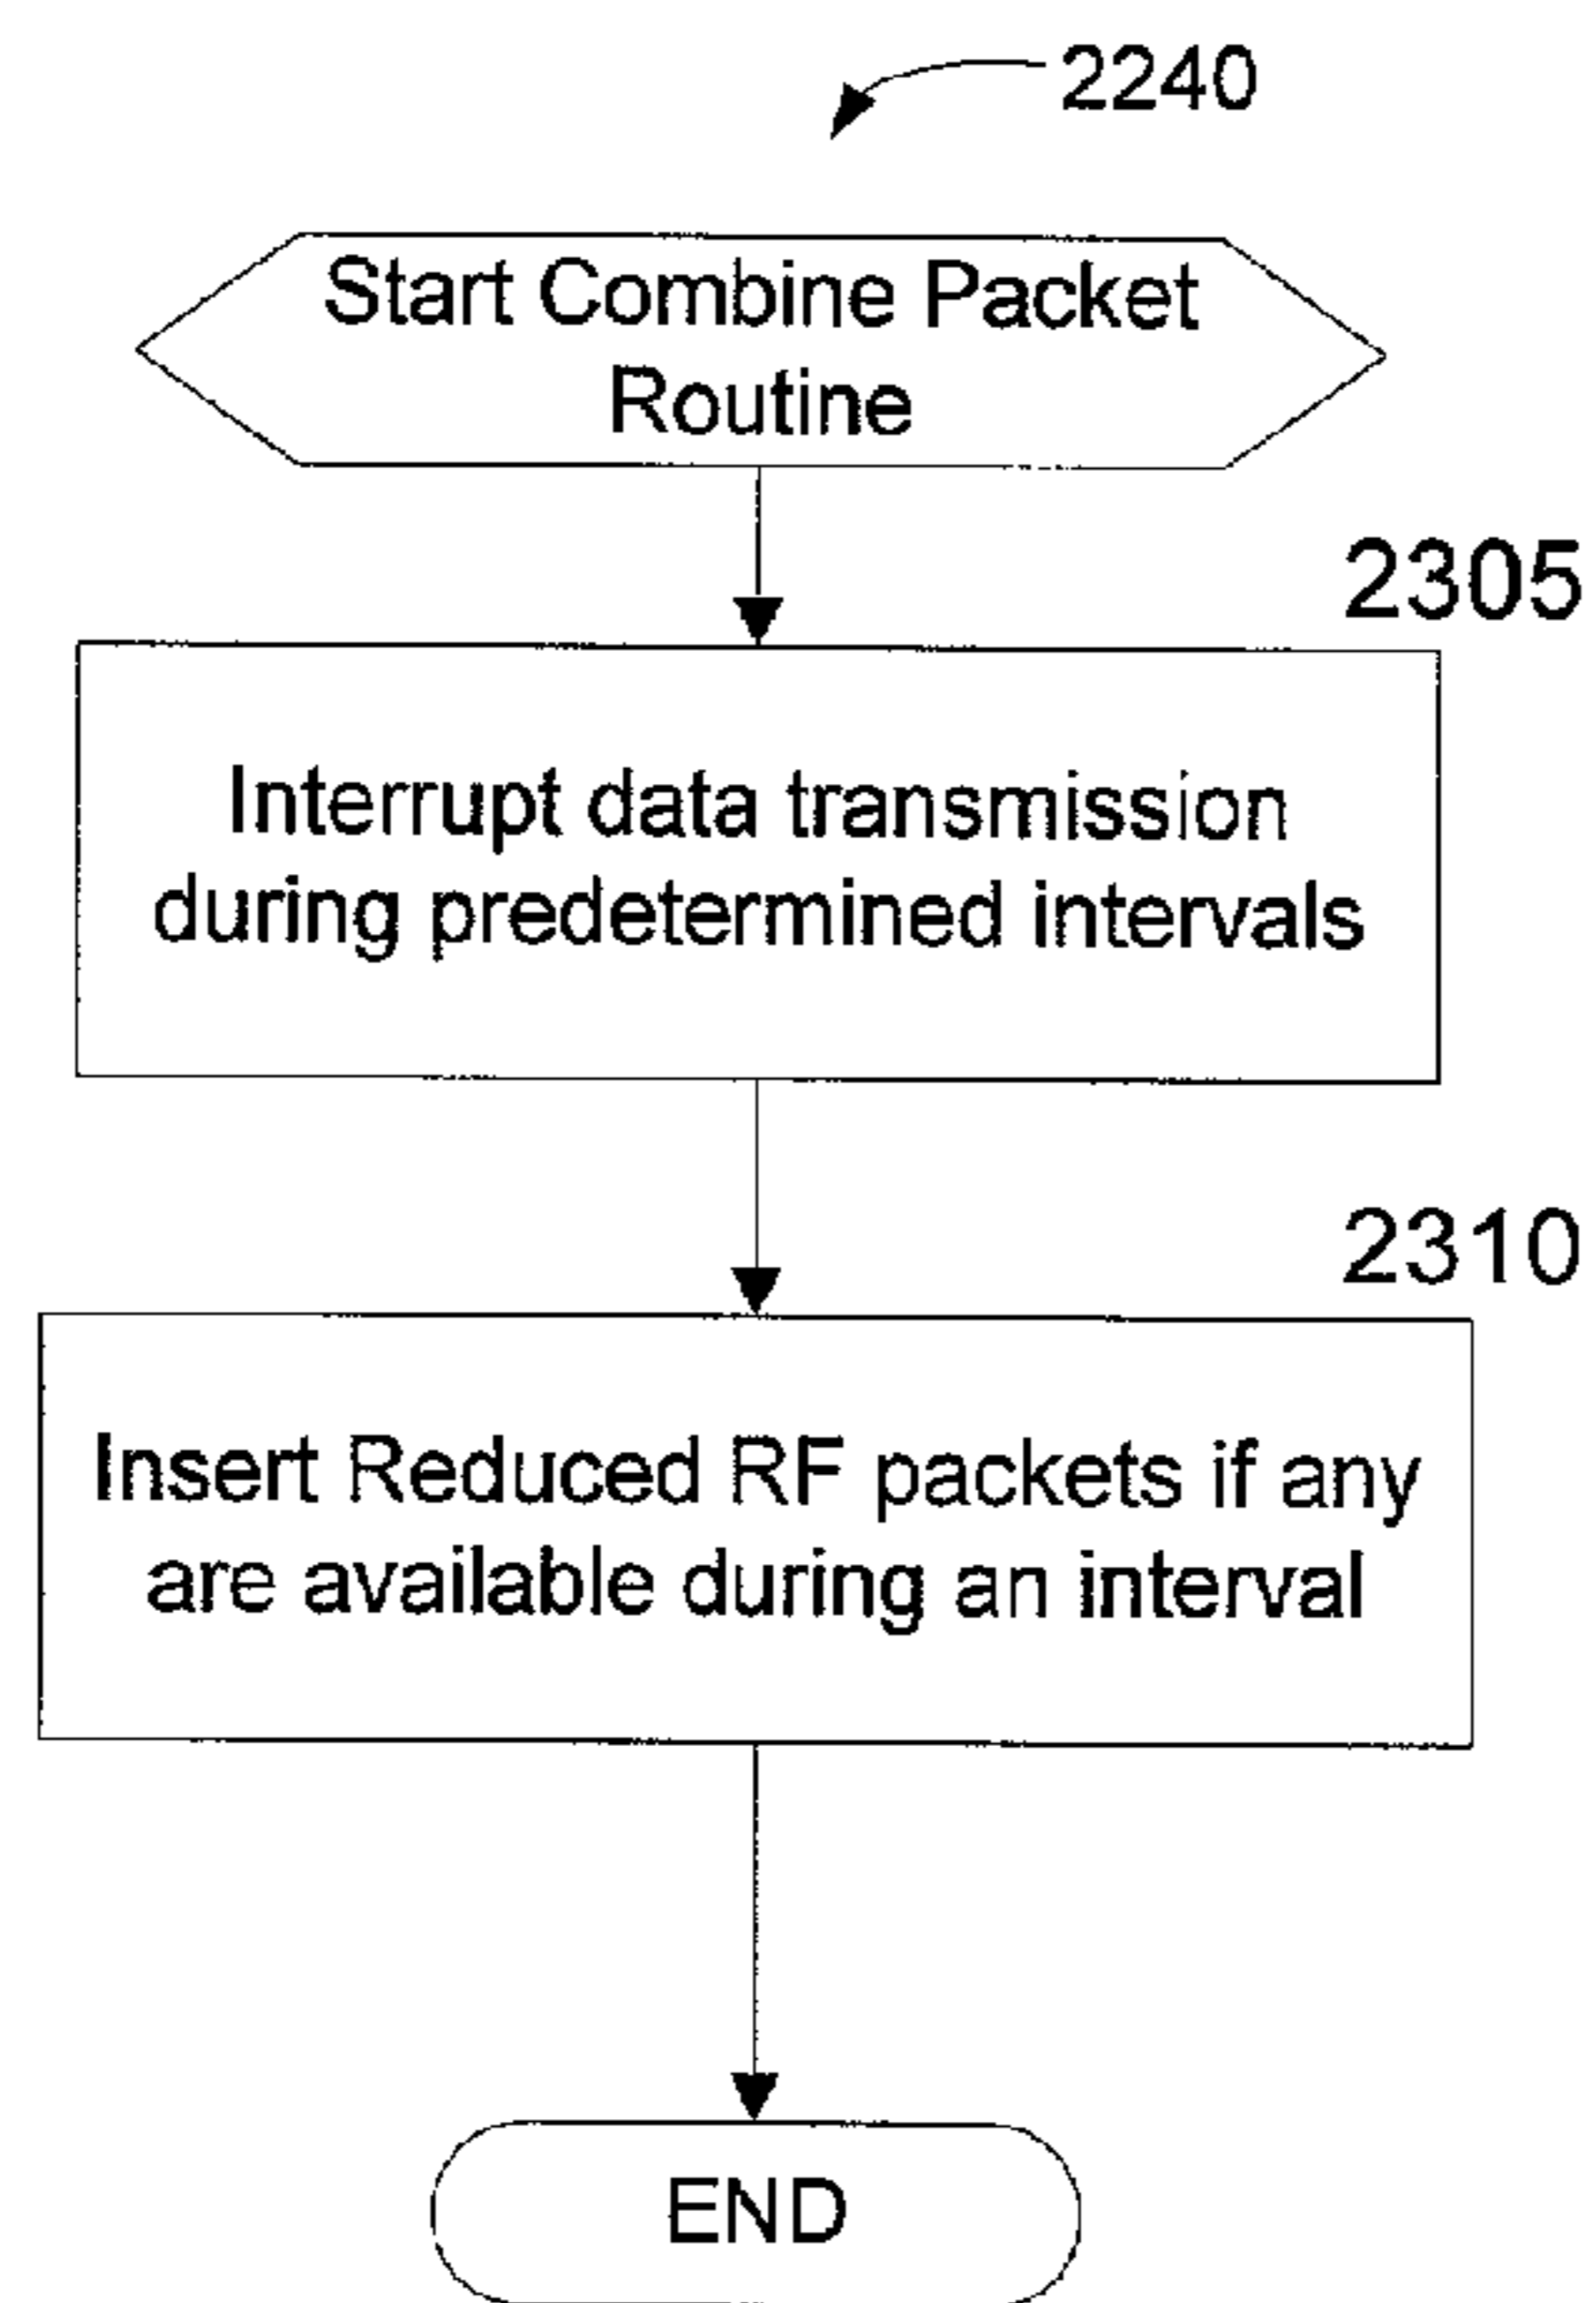 2240
Start Combine Packet
Routine
2305
Interrupt data transmission
during predetermined intervals
2310
Insert Reduced RF packets if any
are available during an interval
END